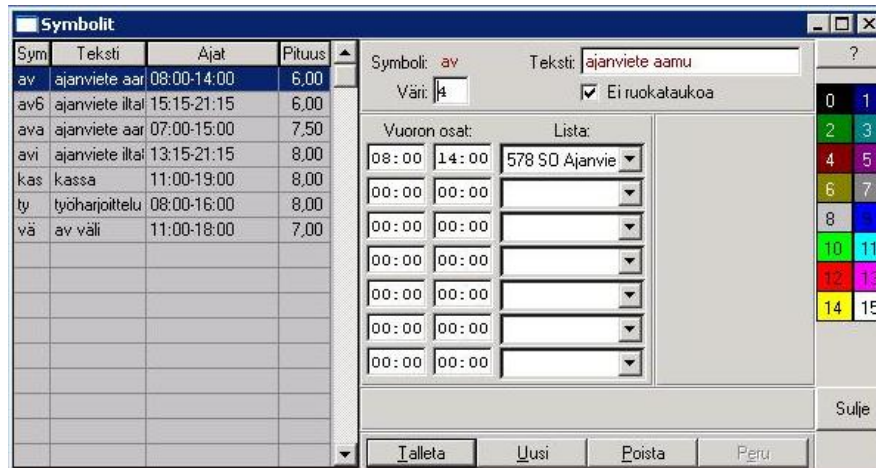 Symbolit
Sym Teksti Ajat Pituus
av ajanviete aar 08:00-14:00 6,00
av6 ajanviete iltal 15:15-21:15 6,00
ava ajanviete aar 07:00-15:00 7,50
avi ajanviete iltal 13:15-21:15 8,00
kas kassa 11:00-19:00 8,00
ty työharjoittelu 08:00-16:00 8,00
vä av väli 11:00-18:00 7,00
Symboli: av Teksti: ajanviete aamu
Väri: 4 Ei ruokataukoa
Vuoron osat: Lista:
08:00 14:00 578 SO Ajanvie
00:00 00:00
00:00 00:00
00:00 00:00
00:00 00:00
00:00 00:00
00:00 00:00
Talleta Uusi Poista Peru
?
0 1
2 3
4 5
6 7
8 9
10 11
12 13
14 15
Sulje